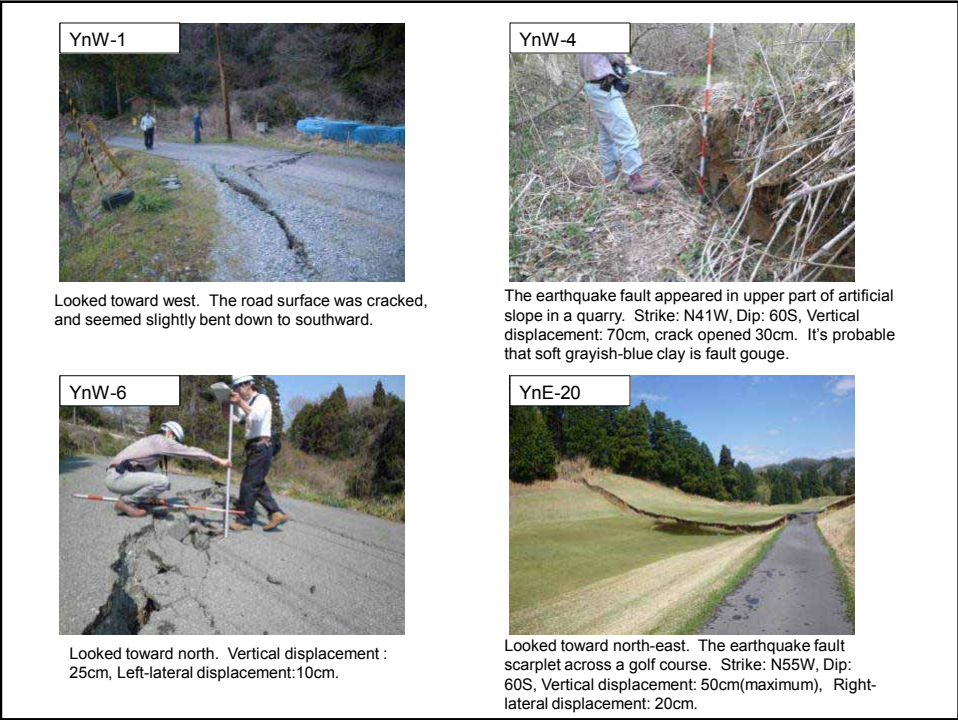 YnW-1
Looked toward west. The road surface was cracked,
and seemed slightly bent down to southward.
YnW-4
The earthquake fault appeared in upper part of artificial
slope in a quarry. Strike: N41W, Dip: 60S, Vertical
displacement: 70cm, crack opened 30cm. It's probable
that soft grayish-blue clay is fault gouge.
YnW-6
Looked toward north. Vertical displacement :
25cm, Left-lateral displacement:10cm.
YnE-20
Looked toward north-east. The earthquake fault
scarplet across a golf course. Strike: N55W, Dip:
60S, Vertical displacement: 50cm(maximum), Right-
lateral displacement: 20cm.